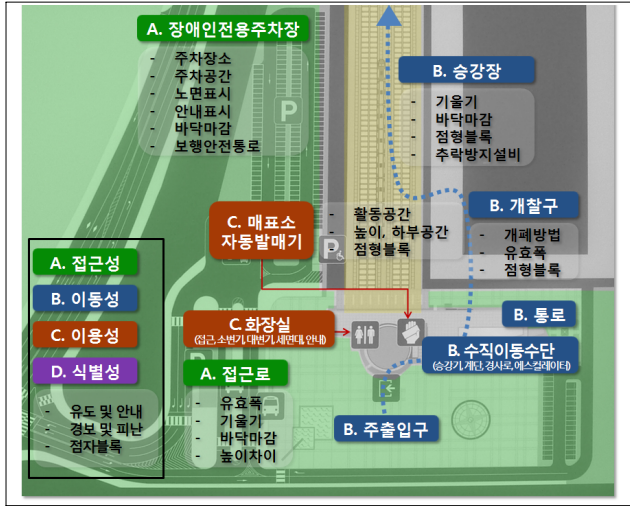 A. 장애인전용주차장
- 주차장소
- 주차공간
- 노면표시
- 안내표시
- 바닥마감
- 보행안전통로
P
B. 승강장
- 기울기
- 바닥마감
- 점형블록
- 추락방지설비
C. 매표소
자동발매기
- 활동공간
- 높이, 하부공간
- 점형블록
P
B. 개찰구
- 개폐방법
- 유효폭
- 점형블록
A. 접근성
B. 이동성
C. 이용성
D. 식별성
- 유도 및 안내
- 경보 및 피난
- 점자블록
C. 화장실
(접근, 소변기, 대변기, 세면대, 안내)
B. 통로
B. 수직이동수단
(승강기, 계단, 경사로, 에스컬레이터)
A. 접근로
- 유효폭
- 기울기
- 바닥마감
- 높이차이
B. 주출입구